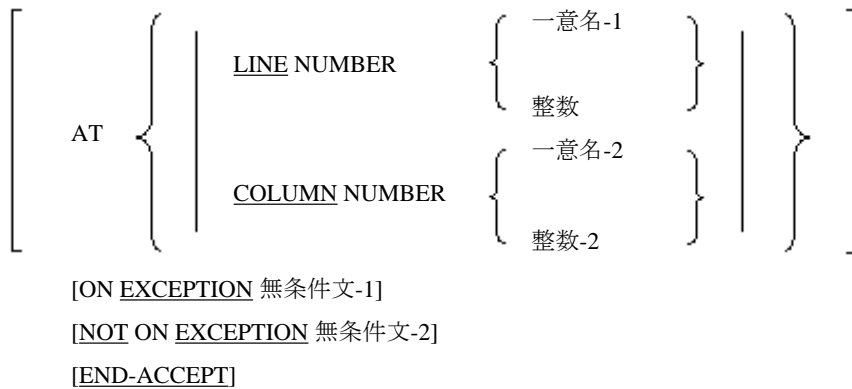 一意名-1
LINE NUMBER
整数
AT
一意名-2
COLUMN NUMBER
整数-2
[ON EXCEPTION 無条件文-1]
[NOT ON EXCEPTION 無条件文-2]
[END-ACCEPT]